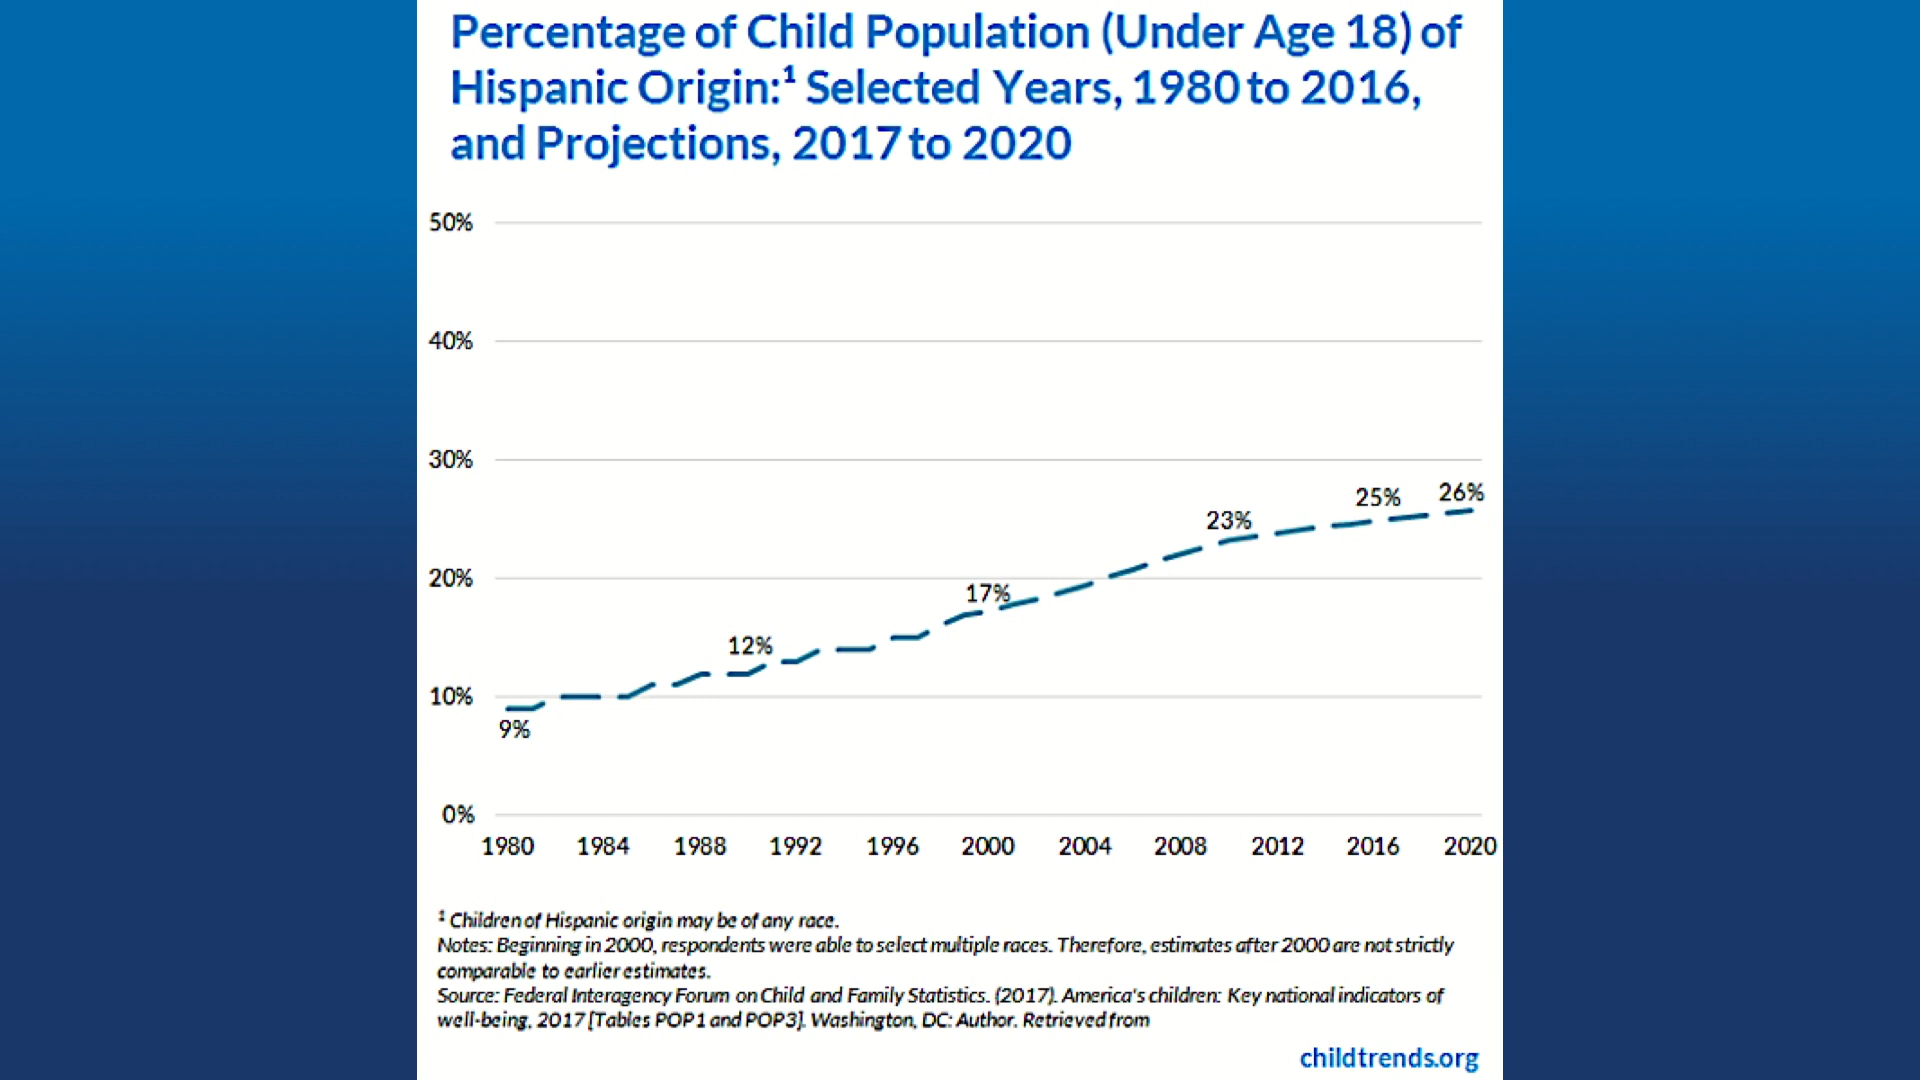 Percentage of Child Population (Under Age 18) of
Hispanic Origin:¹ Selected Years, 1980 to 2016,
and Projections, 2017 to 2020
50%
40%
30%
20%
10%
0%
9%
12%
17%
23%
25%
26%
1980 1984 1988 1992 1996 2000 2004 2008 2012 2016 2020
¹ Children of Hispanic origin may be of any race.
Notes: Beginning in 2000, respondents were able to select multiple races. Therefore, estimates after 2000 are not strictly
comparable to earlier estimates.
Source: Federal Interagency Forum on Child and Family Statistics. (2017). America's children: Key national indicators of
well-being, 2017 [Tables POP1 and POP3]. Washington, DC: Author. Retrieved from
childtrends.org